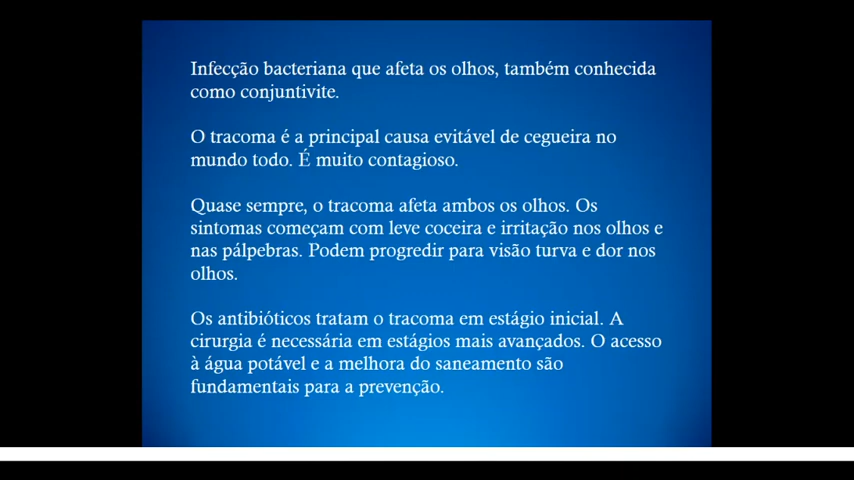 Infecção bacteriana que afeta os olhos, também conhecida
como conjuntivite.
O tracoma é a principal causa evitável de cegueira no
mundo todo. É muito contagioso.
Quase sempre, o tracoma afeta ambos os olhos. Os
sintomas começam com leve coceira e irritação nos olhos e
nas pálpebras. Podem progredir para visão turva e dor nos
olhos.
Os antibióticos tratam o tracoma em estágio inicial. A
cirurgia é necessária em estágios mais avançados. O acesso
à água potável e a melhora do saneamento são
fundamentais para a prevenção.